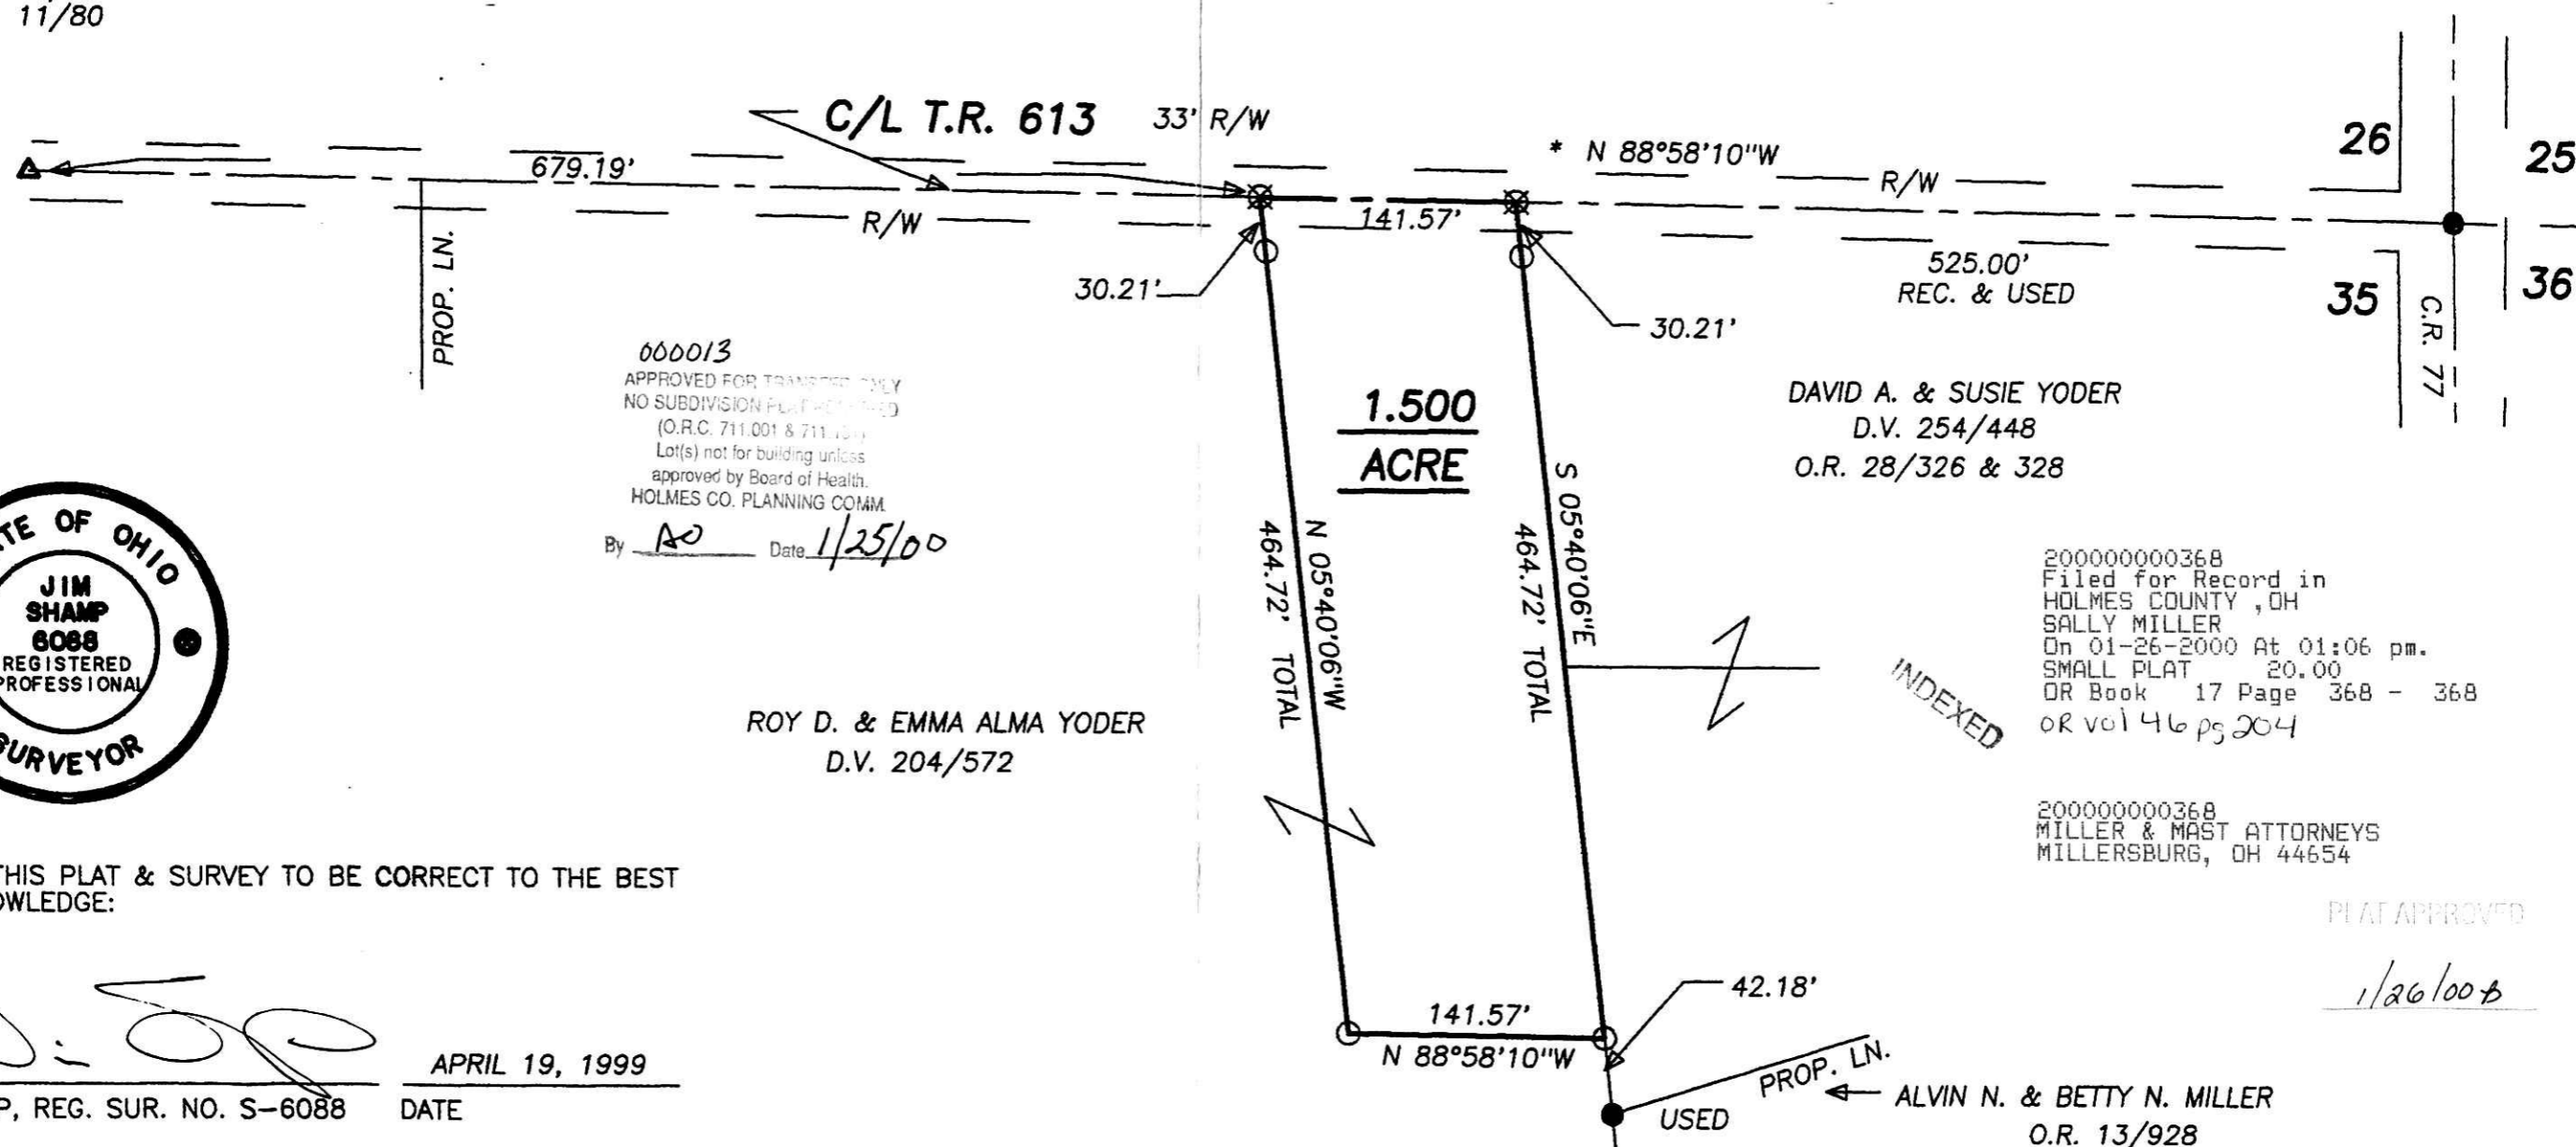 11/80
C/L T.R. 613
33' R/W
679.19'
* N 88°58'10"W
R/W
R/W
141.57'
26
25
35
36
C.R. 77
PROP. LN.
30.21'
30.21'
525.00'
REC. & USED
000013
APPROVED FOR TRANSFER ONLY
NO SUBDIVISION PLAT
(O.R.C. 711.001 &
Lot(s) not for building unless
approved by Board of Health.
HOLMES CO. PLANNING COMM.
By AO Date 1/25/00
1.500
ACRE
DAVID A. & SUSIE YODER
D.V. 254/448
O.R. 28/326 & 328
N 05°40'06"W
464.72' TOTAL
S 05°40'06"E
464.72' TOTAL
OF OHIO
JIM
SHAMP
6088
REGISTERED
PROFESSIONAL
SURVEYOR
ROY D. & EMMA ALMA YODER
D.V. 204/572
INDEXED
200000000368
Filed for Record in
HOLMES COUNTY ,OH
SALLY MILLER
On 01-26-2000 At 01:06 pm.
SMALL PLAT 20.00
OR Book 17 Page 368 - 368
OR vol 46 pg 204
200000000368
MILLER & MAST ATTORNEYS
MILLERSBURG, OH 44654
PLAT APPROVED
1/26/00
THIS PLAT & SURVEY TO BE CORRECT TO THE BEST
OWLEDGE:
APRIL 19, 1999
P, REG. SUR. NO. S-6088 DATE
42.18'
141.57'
N 88°58'10"W
PROP. LN.
USED
ALVIN N. & BETTY N. MILLER
O.R. 13/928